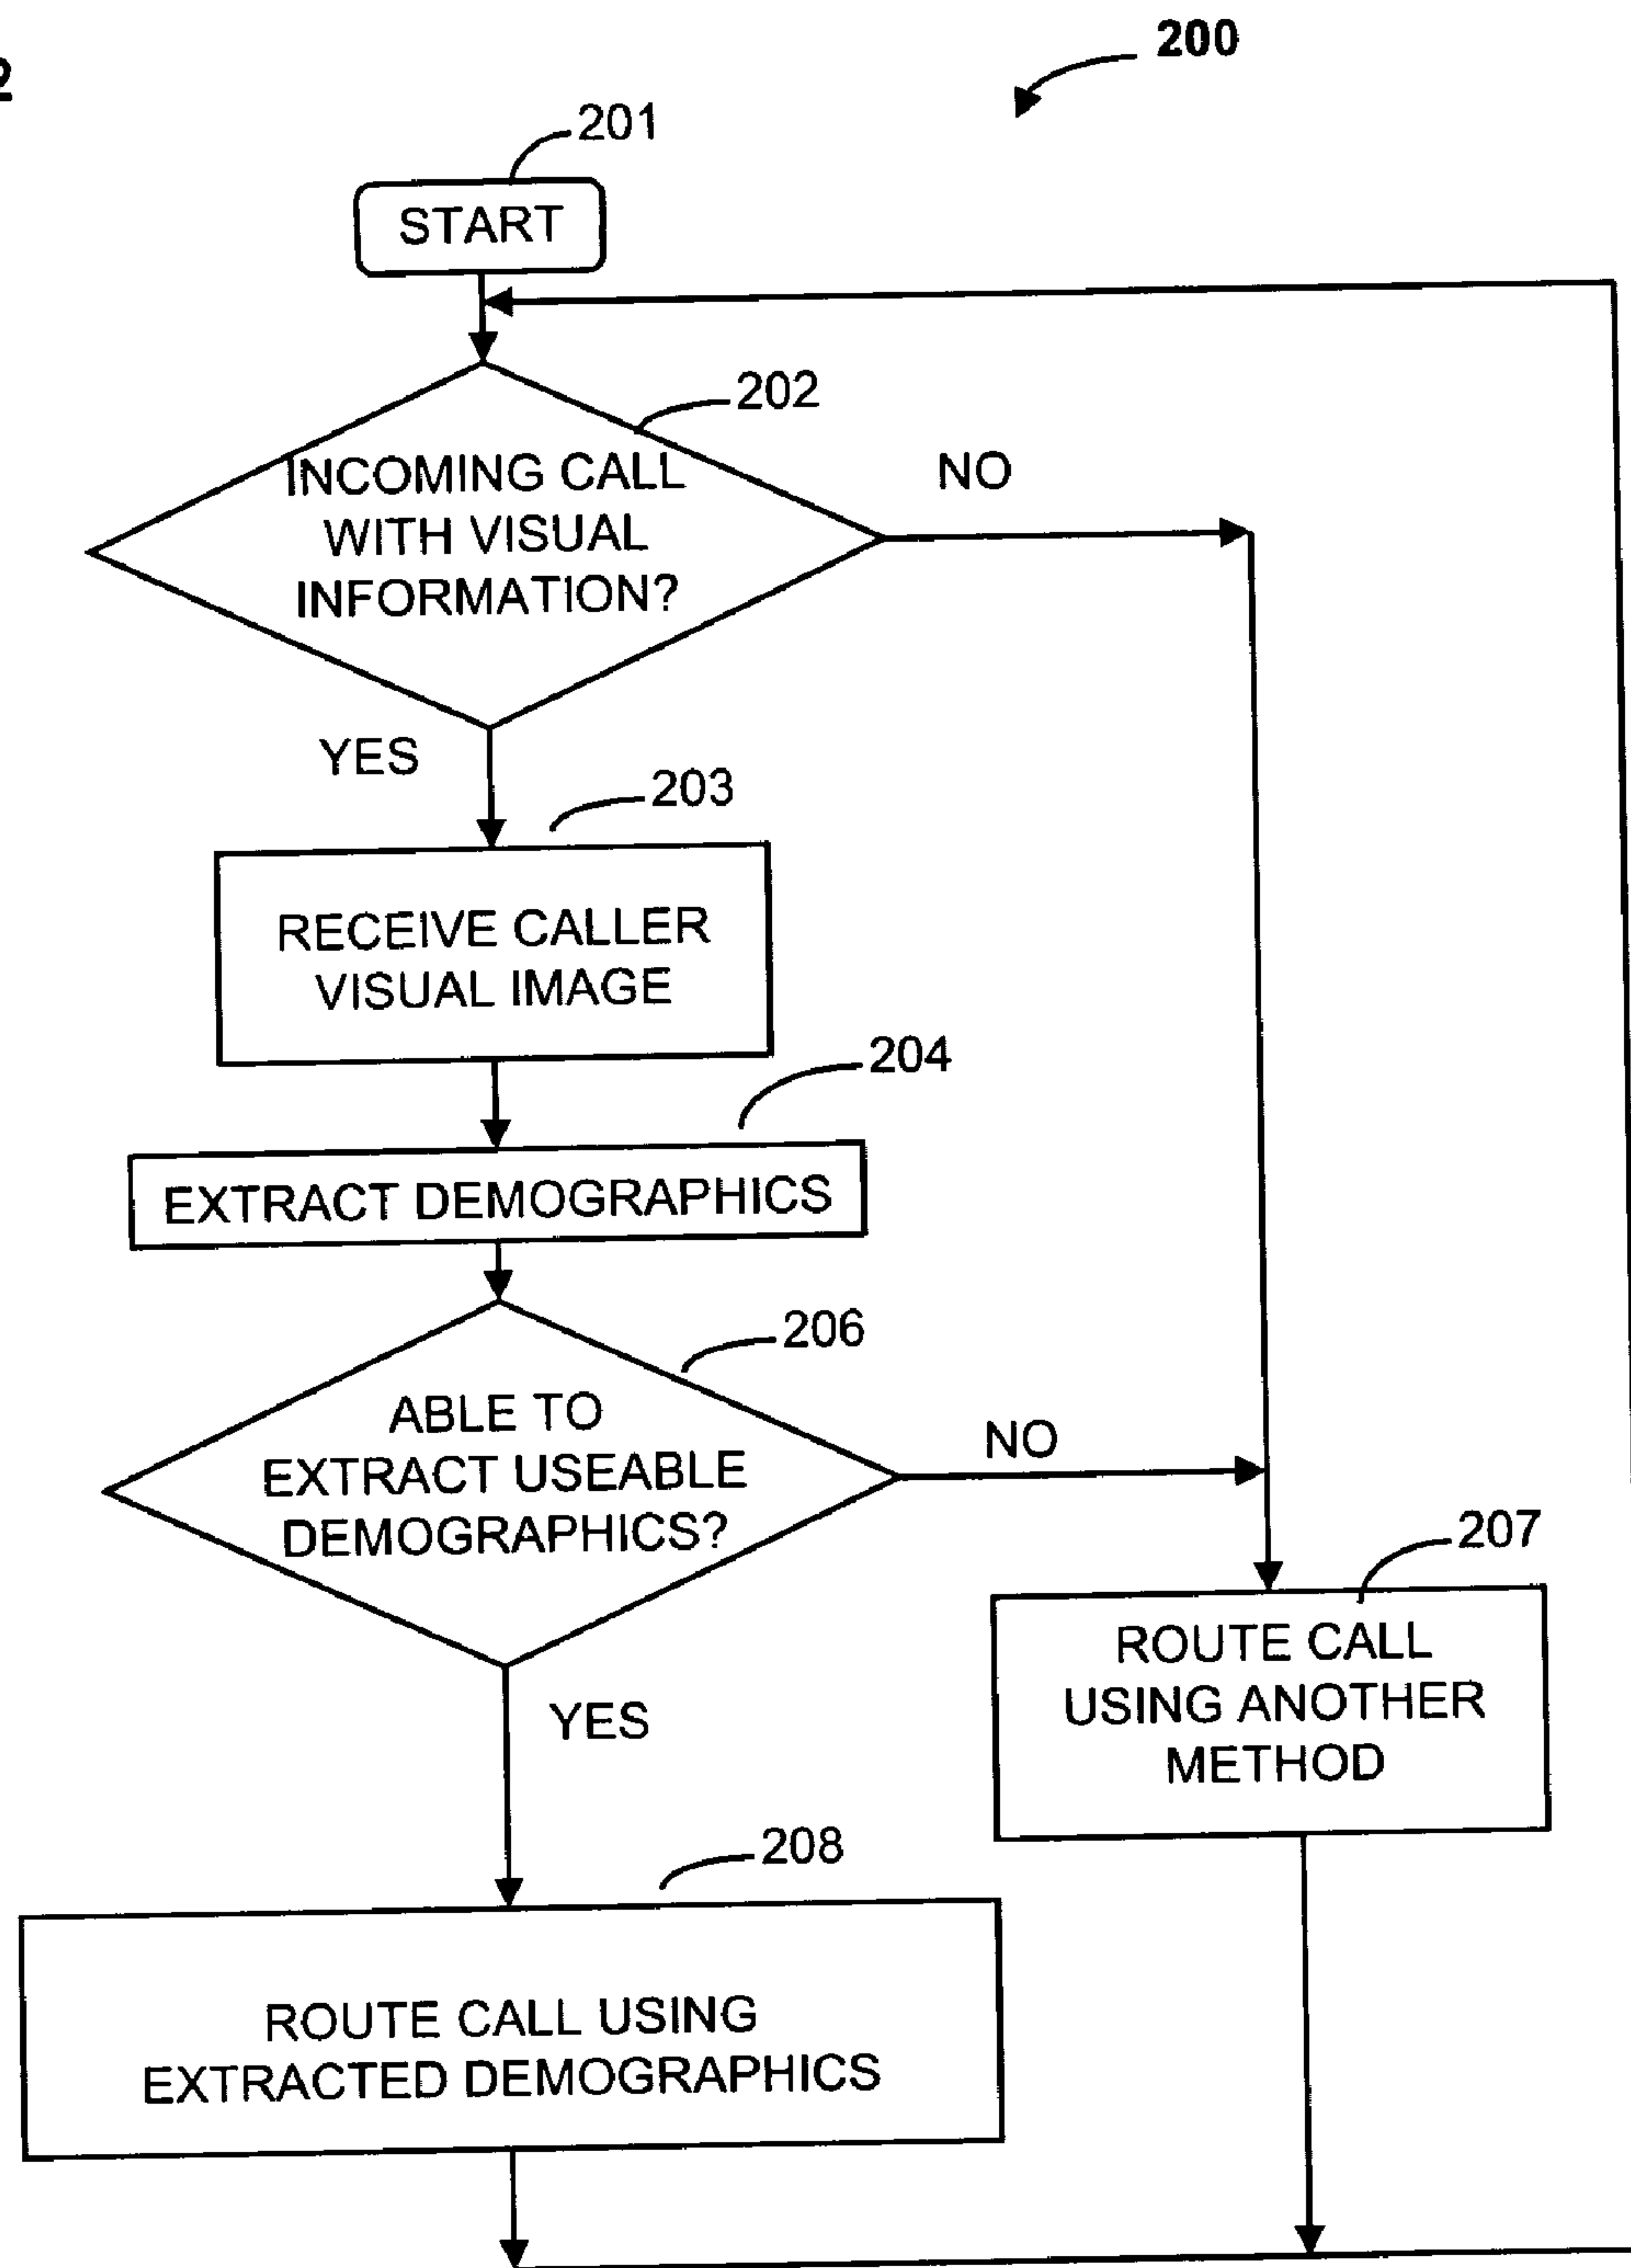 2
200
201
START
202
INCOMING CALL
WITH VISUAL
INFORMATION?
NO
YES
203
RECEIVE CALLER
VISUAL IMAGE
204
EXTRACT DEMOGRAPHICS
206
ABLE TO
EXTRACT USEABLE
DEMOGRAPHICS?
NO
YES
207
ROUTE CALL
USING ANOTHER
METHOD
208
ROUTE CALL USING
EXTRACTED DEMOGRAPHICS